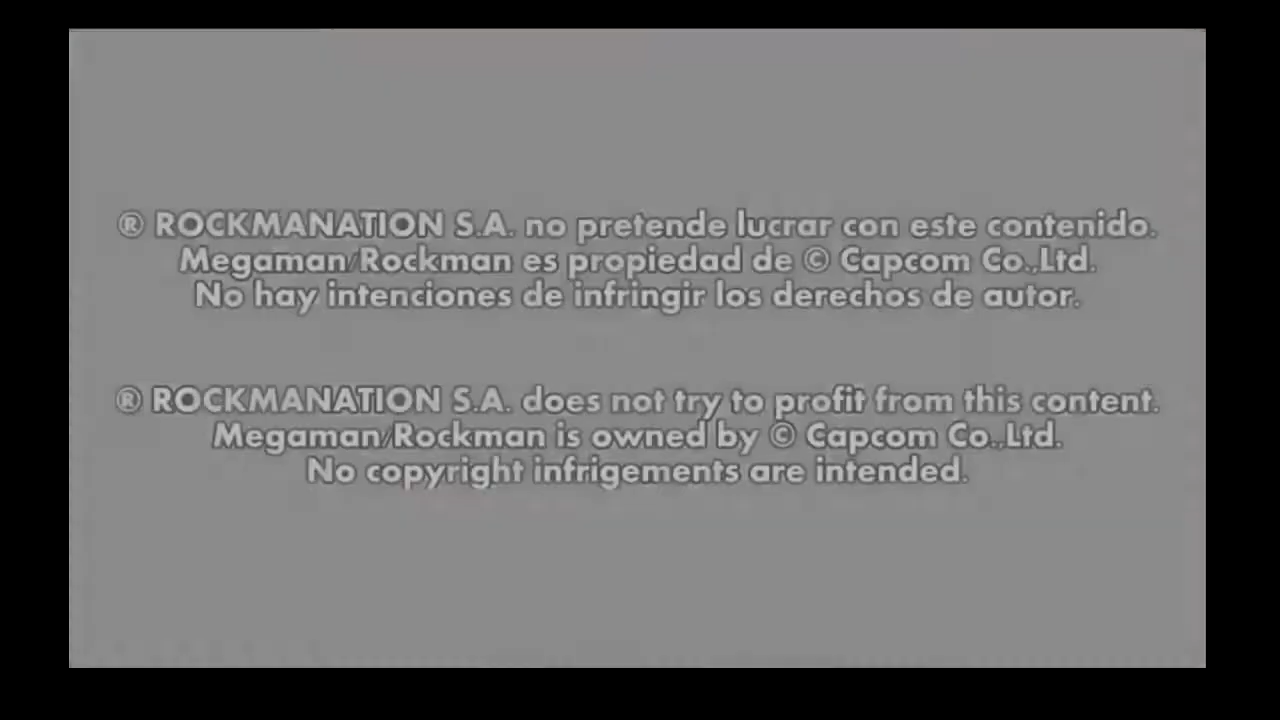 ® ROCKMANATION S.A. no pretende lucrar con este contenido.
Megaman/Rockman es propiedad de © Capcom Co.,Ltd.
No hay intenciones de infringir los derechos de autor.
® ROCKMANATION S.A. does not try to profit from this content.
Megaman/Rockman is owned by © Capcom Co.,Ltd.
No copyright infrigements are intended.